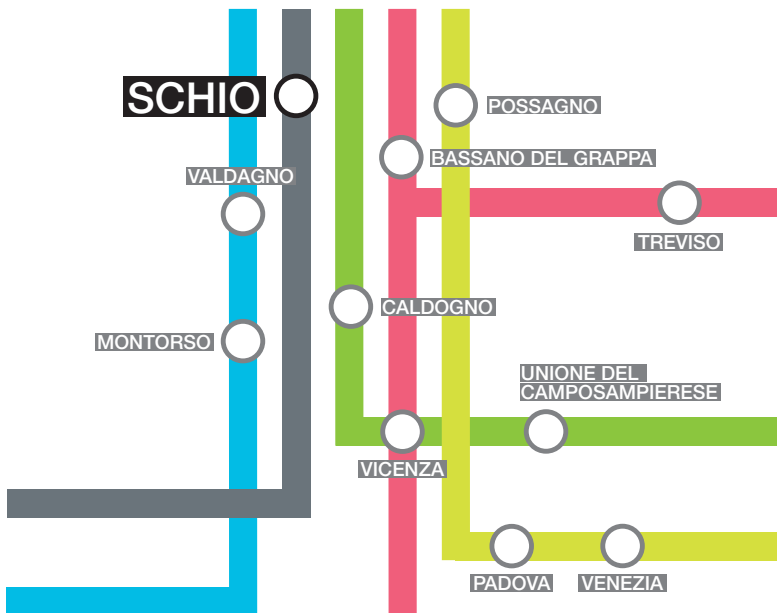 SCHIO
POSSAGNO
BASSANO DEL GRAPPA
VALDAGNO
TREVISO
CALDOGNO
MONTORSO
UNIONE DEL
CAMPOSAMPIERESE
VICENZA
PADOVA
VENEZIA